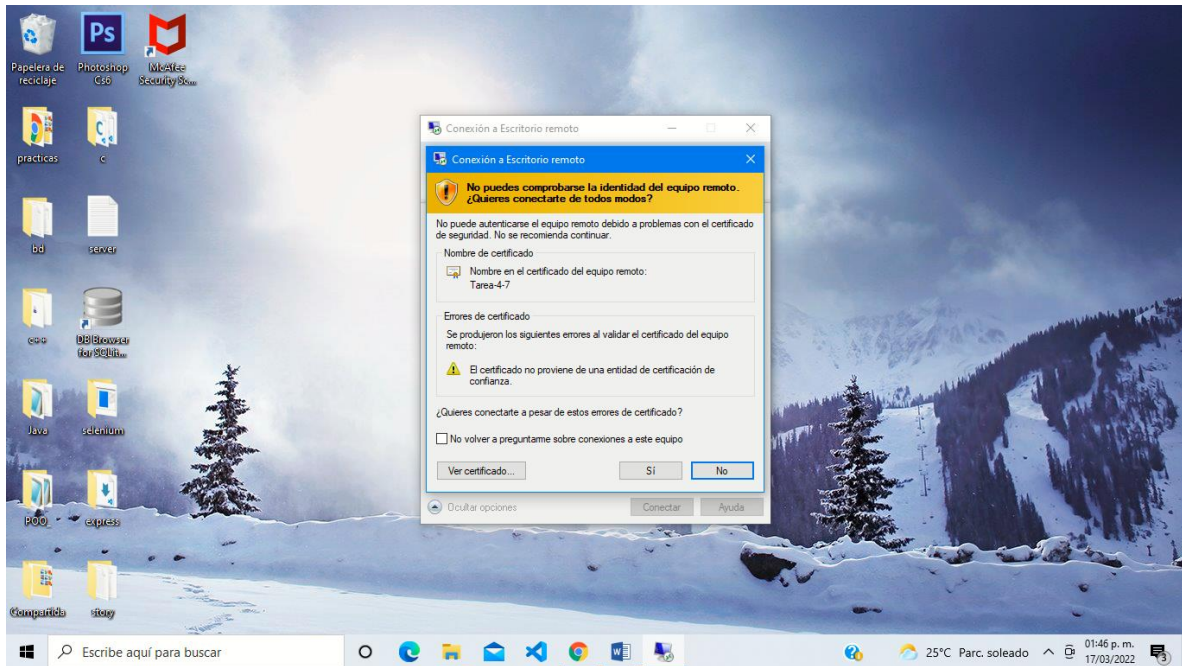 Papelera de
reciclaje
Ps
Photoshop
Cs6
McAfee
Security Sc...
practicas
c
bd
server
c++
DB Browser
for SQLit...
Java
selenium
POO_
express
Compartida
story
Conexión a Escritorio remoto
Conexión a Escritorio remoto
No puedes comprobarse la identidad del equipo remoto.
¿Quieres conectarte de todos modos?
No puede autenticarse el equipo remoto debido a problemas con el certificado
de seguridad. No se recomienda continuar.
Nombre de certificado
Nombre en el certificado del equipo remoto:
Tarea-4-7
Errores de certificado
Se produjeron los siguientes errores al validar el certificado del equipo
remoto:
El certificado no proviene de una entidad de certificación de
confianza.
¿Quieres conectarte a pesar de estos errores de certificado?
No volver a preguntarme sobre conexiones a este equipo
Ver certificado...
Sí
No
Ocultar opciones
Conectar
Ayuda
Escribe aquí para buscar
25°C Parc. soleado
01:46 p. m.
17/03/2022
3